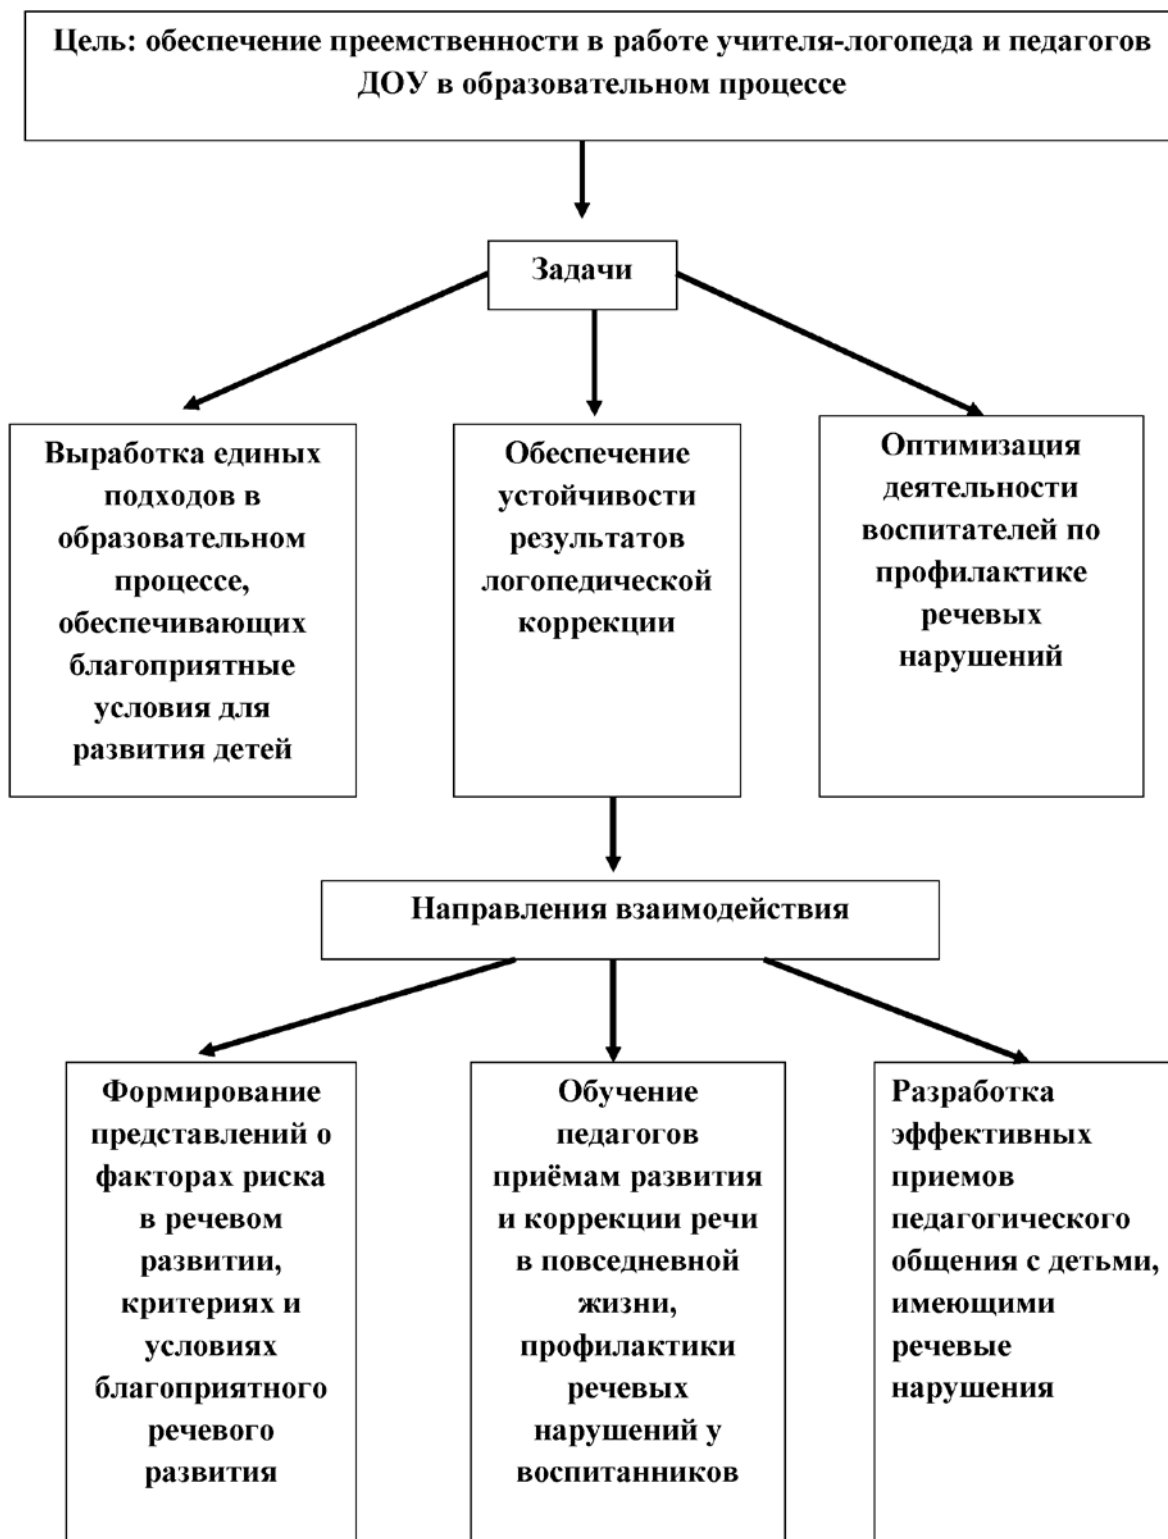 Цель: обеспечение преемственности в работе учителя-логопеда и педагогов
ДОУ в образовательном процессе
Задачи
Выработка единых
подходов в
образовательном
процессе,
обеспечивающих
благоприятные
условия для
развития детей
Обеспечение
устойчивости
результатов
логопедической
коррекции
Оптимизация
деятельности
воспитателей по
профилактике
речевых
нарушений
Направления взаимодействия
Формирование
представлений о
факторах риска
в речевом
развитии,
критериях и
условиях
благоприятного
речевого
развития
Обучение
педагогов
приёмам развития
и коррекции речи
в повседневной
жизни,
профилактики
речевых
нарушений у
воспитанников
Разработка
эффективных
приемов
педагогического
общения с детьми,
имеющими
речевые
нарушения